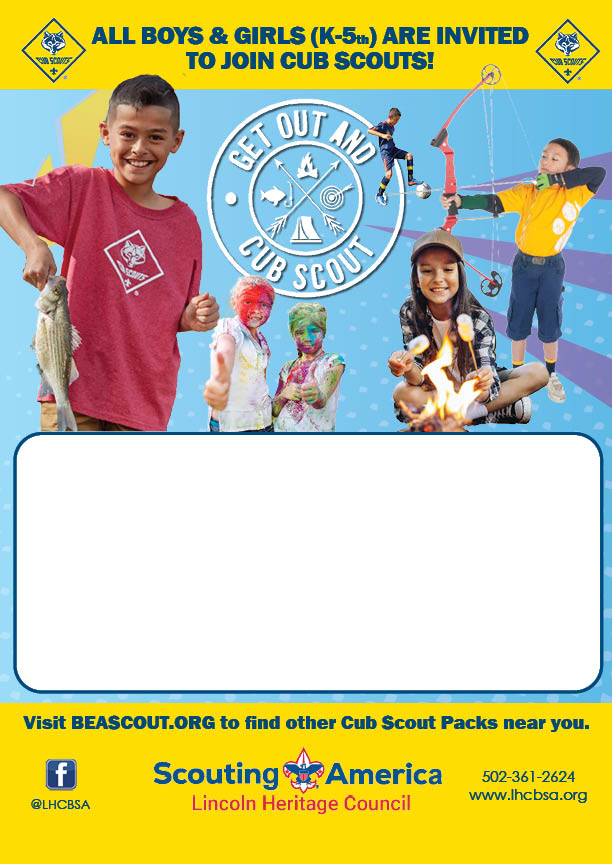 ALL BOYS & GIRLS (K-5th) ARE INVITED
TO JOIN CUB SCOUTS!
CUB SCOUTS
CUB SCOUTS
GET OUT AND
CUB SCOUT
CUB SCOUTS
Visit BEASCOUT.ORG to find other Cub Scout Packs near you.
f
@LHCBSA
Scouting America
Lincoln Heritage Council
502-361-2624
www.lhcbsa.org